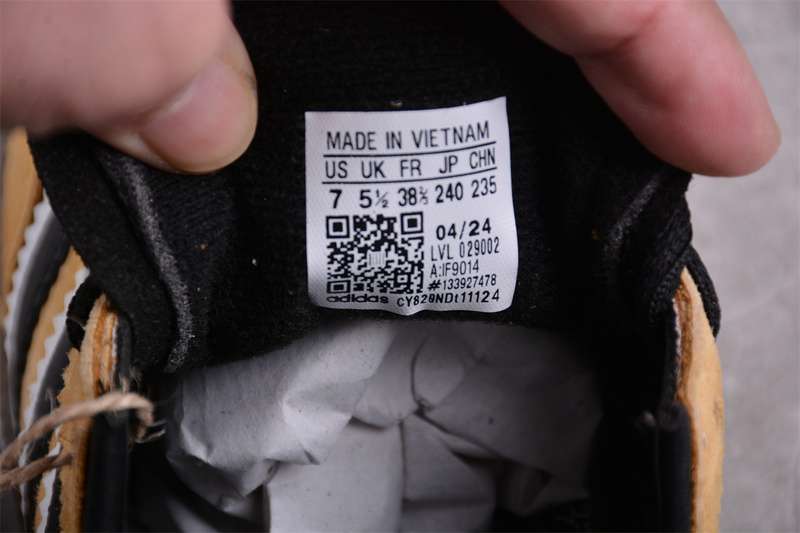 MADE IN VIETNAM
US UK FR JP CHN
7 5½ 38⅔ 240 235
04/24
LVL 029002
A:IF9014
#133927478
adidas CY820NDt11124